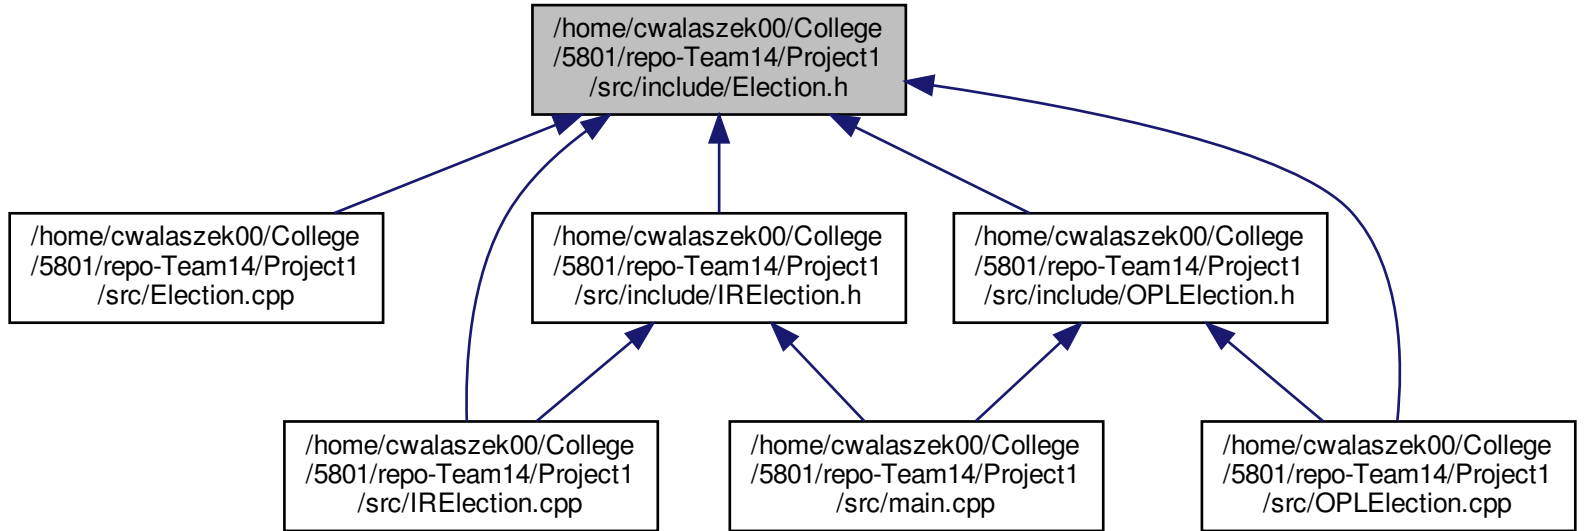 /home/cwalaszek00/College
/5801/repo-Team14/Project1
/src/include/Election.h
/home/cwalaszek00/College
/5801/repo-Team14/Project1
/src/Election.cpp
/home/cwalaszek00/College
/5801/repo-Team14/Project1
/src/include/IRElection.h
/home/cwalaszek00/College
/5801/repo-Team14/Project1
/src/include/OPLElection.h
/home/cwalaszek00/College
/5801/repo-Team14/Project1
/src/IRElection.cpp
/home/cwalaszek00/College
/5801/repo-Team14/Project1
/src/main.cpp
/home/cwalaszek00/College
/5801/repo-Team14/Project1
/src/OPLElection.cpp